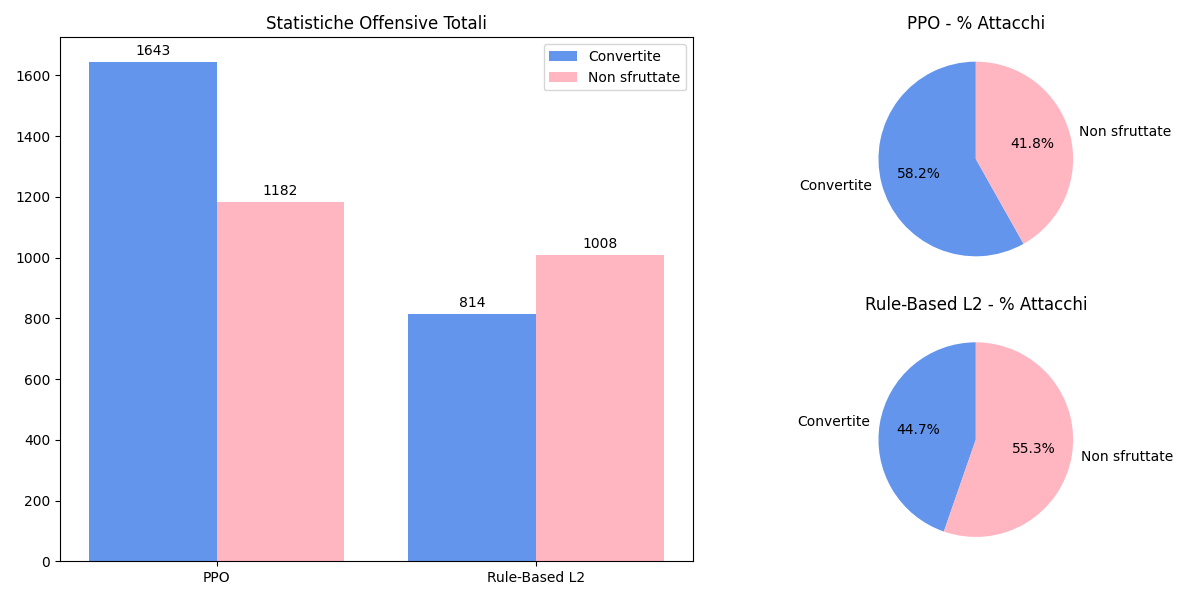 Statistiche Offensive Totali
1643
1182
814
1008
Convertite
Non sfruttate
1600
1400
1200
1000
800
600
400
200
0
PPO
Rule-Based L2
PPO - % Attacchi
41.8%
Non sfruttate
58.2%
Convertite
Rule-Based L2 - % Attacchi
Convertite
44.7%
55.3%
Non sfruttate